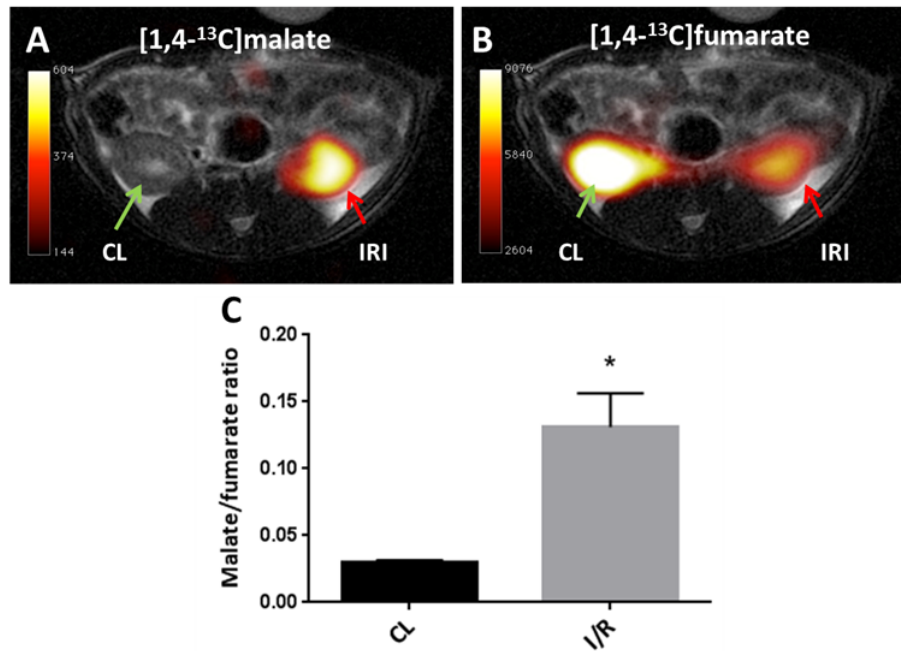 A
[1,4-¹³C]malate
604
374
144
CL
IRI
B
[1,4-¹³C]fumarate
9076
5840
2604
CL
IRI
C
Malate/fumarate ratio
0.20
0.15
0.10
0.05
0.00
*
CL
I/R